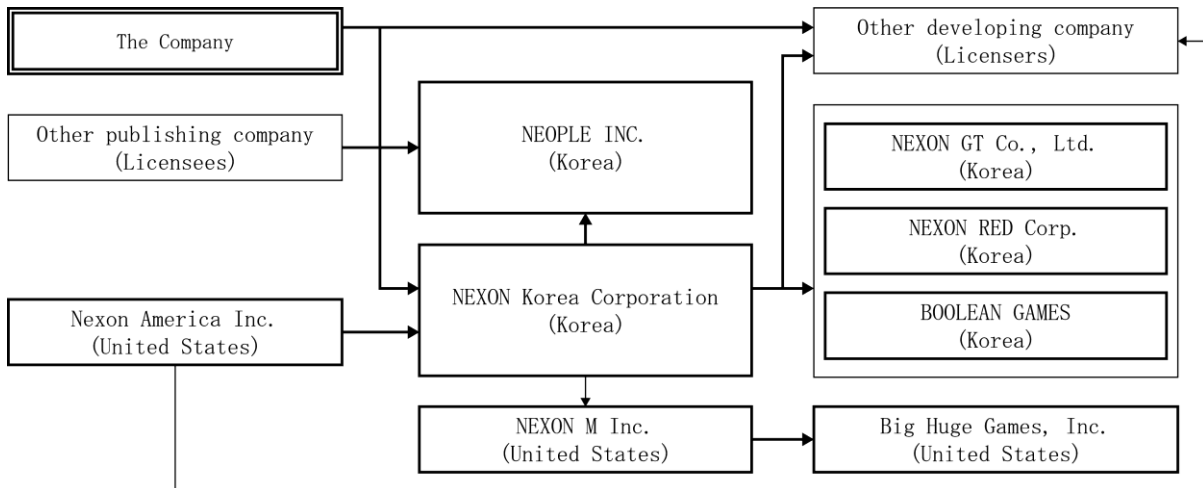 The Company
Other developing company
(Licensers)
Other publishing company
(Licensees)
NEOPLE INC.
(Korea)
NEXON GT Co., Ltd.
(Korea)
NEXON RED Corp.
(Korea)
NEXON Korea Corporation
(Korea)
Nexon America Inc.
(United States)
BOOLEAN GAMES
(Korea)
NEXON M Inc.
(United States)
Big Huge Games, Inc.
(United States)